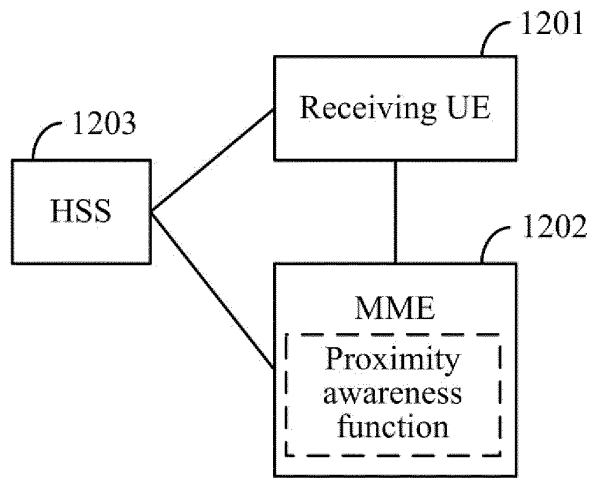 1201
Receiving UE
1203
HSS
1202
MME
Proximity
awareness
function